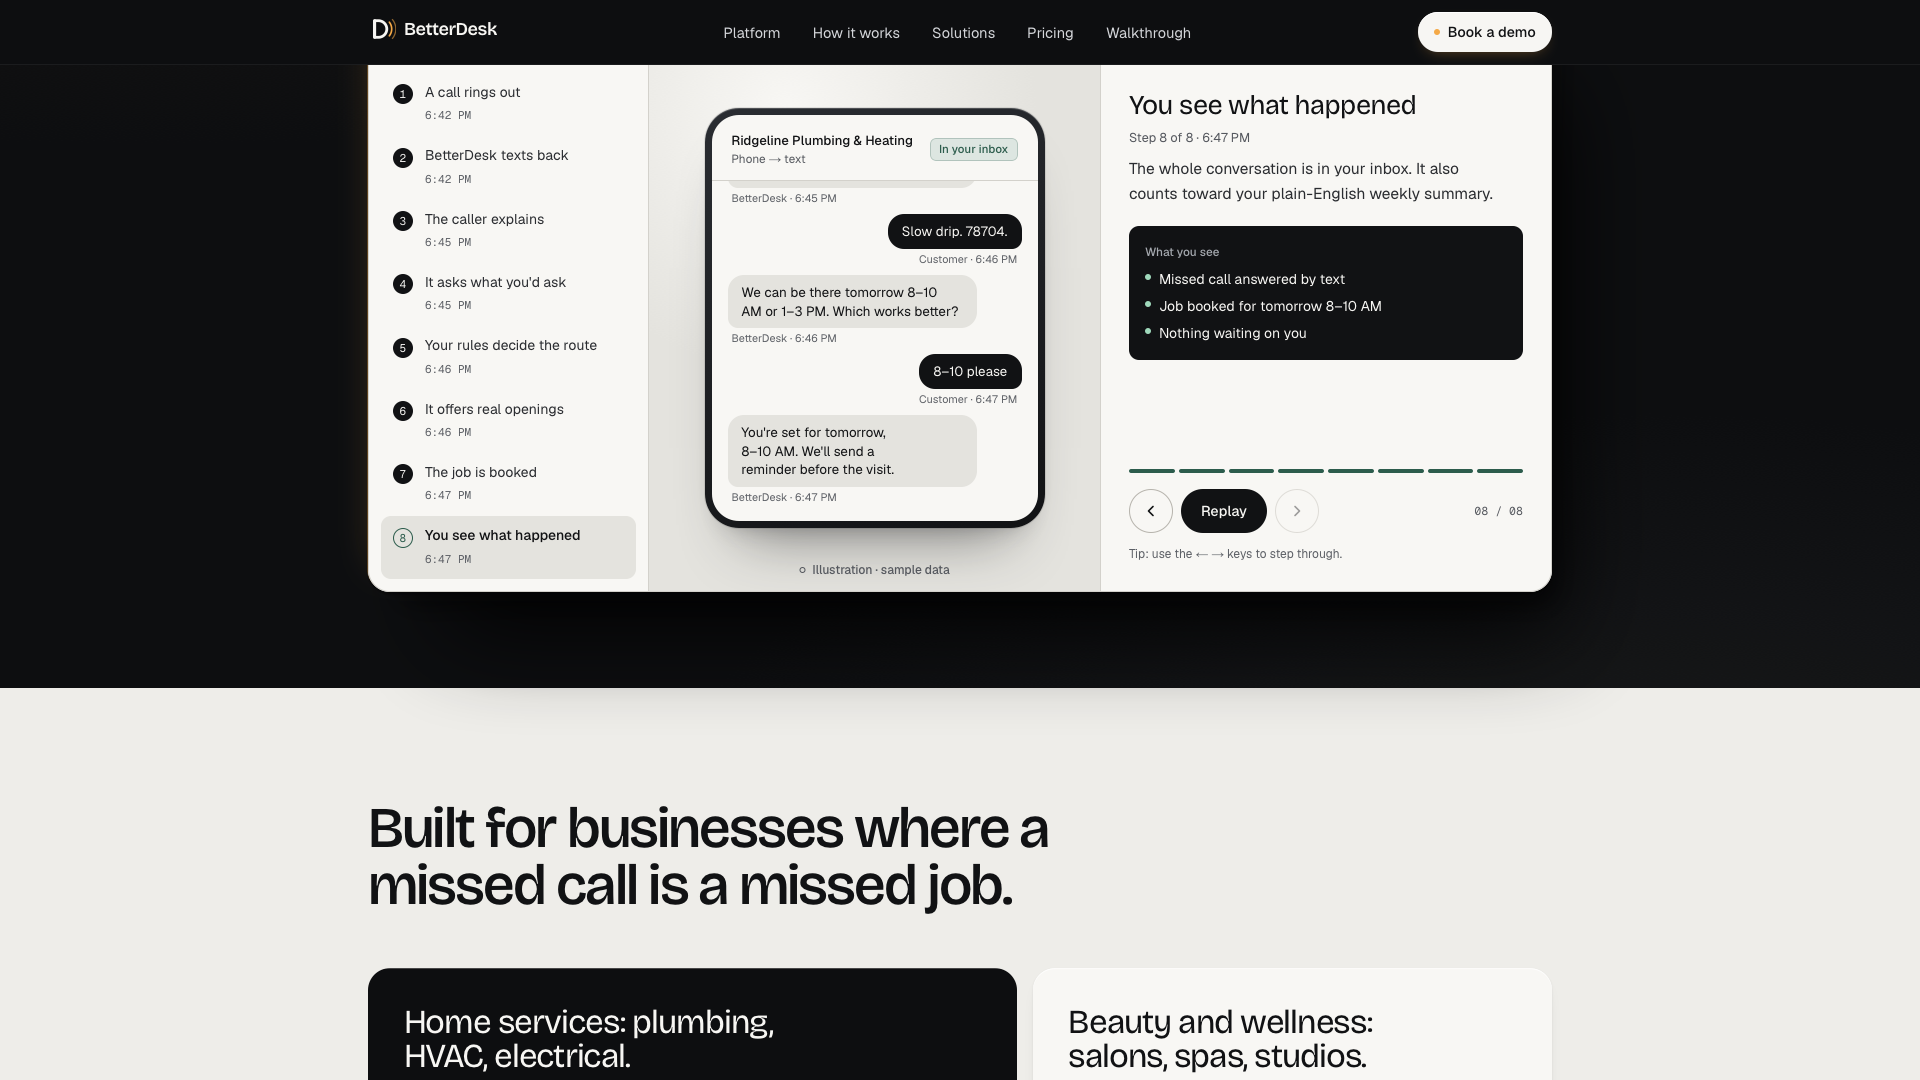 BetterDesk
Platform
How it works
Solutions
Pricing
Walkthrough
Book a demo
1
A call rings out
6:42 PM
2
BetterDesk texts back
6:42 PM
3
The caller explains
6:45 PM
4
It asks what you'd ask
6:45 PM
5
Your rules decide the route
6:46 PM
6
It offers real openings
6:46 PM
7
The job is booked
6:47 PM
8
You see what happened
6:47 PM
Ridgeline Plumbing & Heating
Phone → text
In your inbox
BetterDesk · 6:45 PM
Slow drip. 78704.
Customer · 6:46 PM
We can be there tomorrow 8–10
AM or 1–3 PM. Which works better?
BetterDesk · 6:46 PM
8–10 please
Customer · 6:47 PM
You're set for tomorrow,
8–10 AM. We'll send a
reminder before the visit.
BetterDesk · 6:47 PM
Illustration · sample data
You see what happened
Step 8 of 8 · 6:47 PM
The whole conversation is in your inbox. It also
counts toward your plain-English weekly summary.
What you see
Missed call answered by text
Job booked for tomorrow 8–10 AM
Nothing waiting on you
Replay
08 / 08
Tip: use the ← → keys to step through.
Built for businesses where a
missed call is a missed job.
Home services: plumbing,
HVAC, electrical.
Beauty and wellness:
salons, spas, studios.